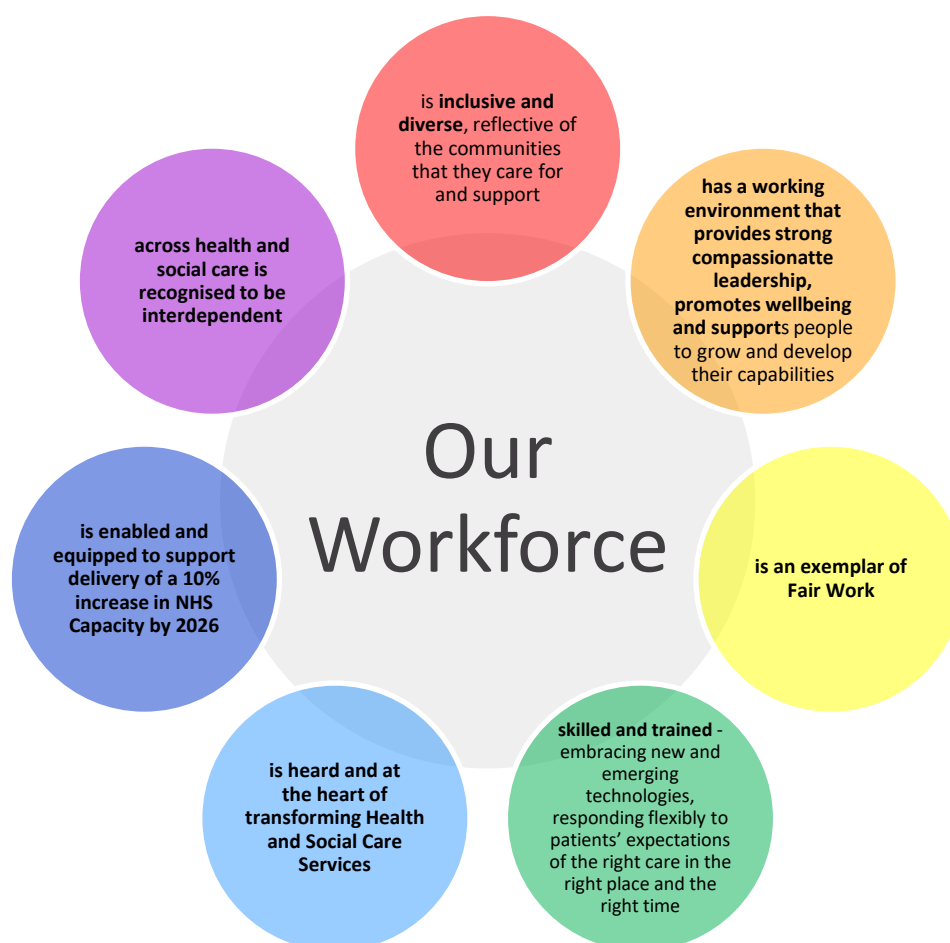 is inclusive and
diverse, reflective of
the communities
that they care for
and support
has a working
environment that
provides strong
compassionatte
leadership,
promotes wellbeing
and supports people
to grow and develop
their capabilities
is an exemplar of
Fair Work
skilled and trained -
embracing new and
emerging
technologies,
responding flexibly to
patients’ expectations
of the right care in the
right place and the
right time
is heard and at
the heart of
transforming Health
and Social Care
Services
is enabled and
equipped to support
delivery of a 10%
increase in NHS
Capacity by 2026
across health and
social care is
recognised to be
interdependent
Our
Workforce